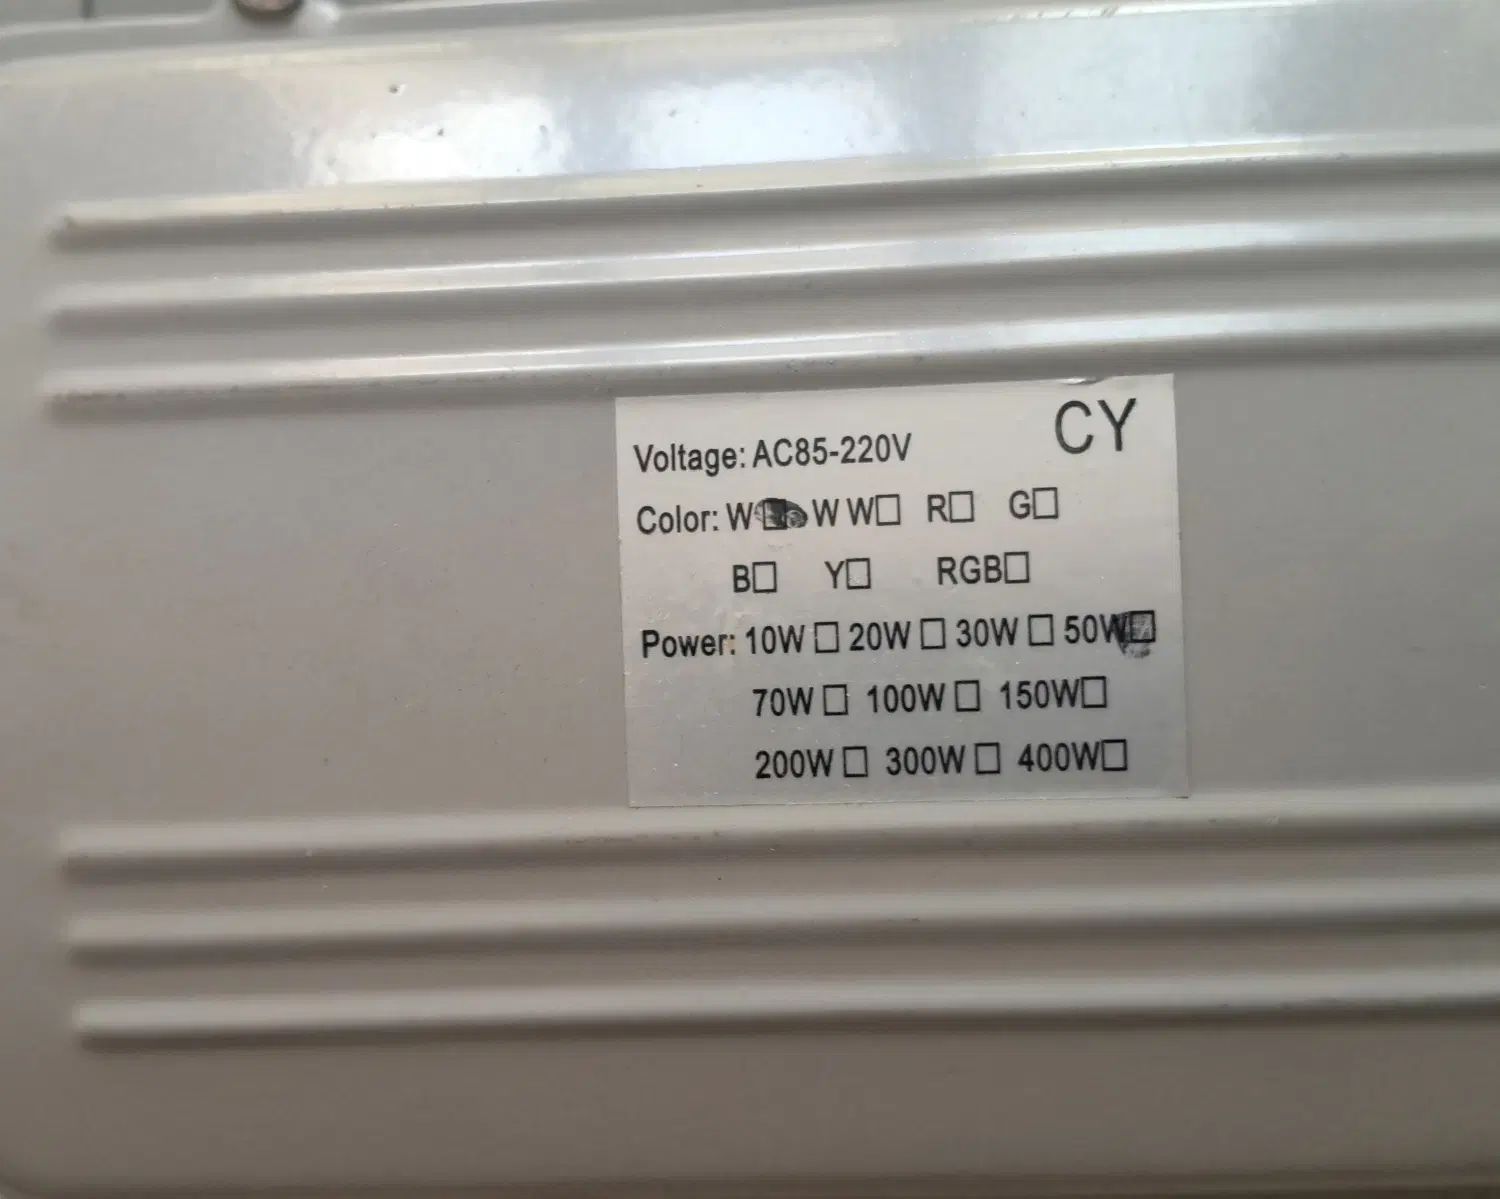 CY
Voltage: AC85-220V
Color: W■ W W□ R□ G□
B□ Y□ RGB□
Power: 10W□ 20W□ 30W□ 50W■
70W□ 100W□ 150W□
200W□ 300W□ 400W□